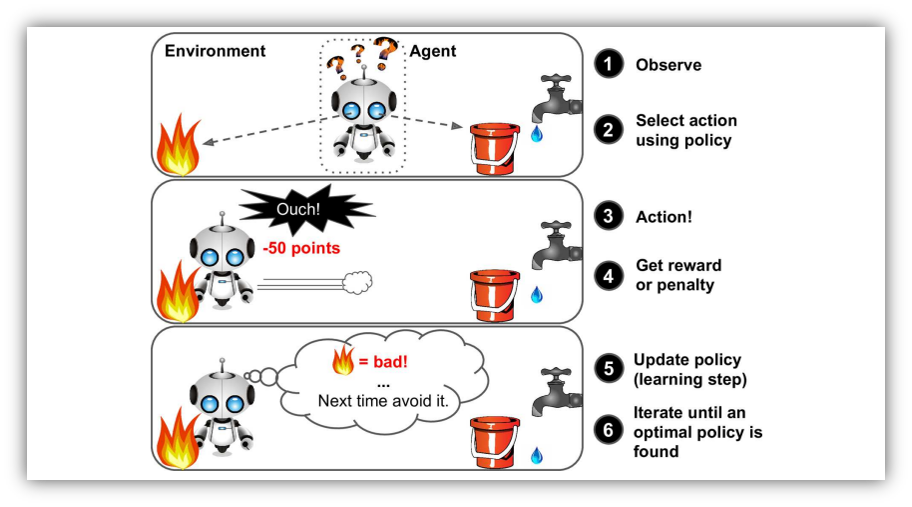 Environment
Agent
? ? ?
1 Observe
2 Select action
using policy
Ouch!
-50 points
3 Action!
4 Get reward
or penalty
= bad!
...
Next time avoid it.
5 Update policy
(learning step)
6 Iterate until an
optimal policy is
found